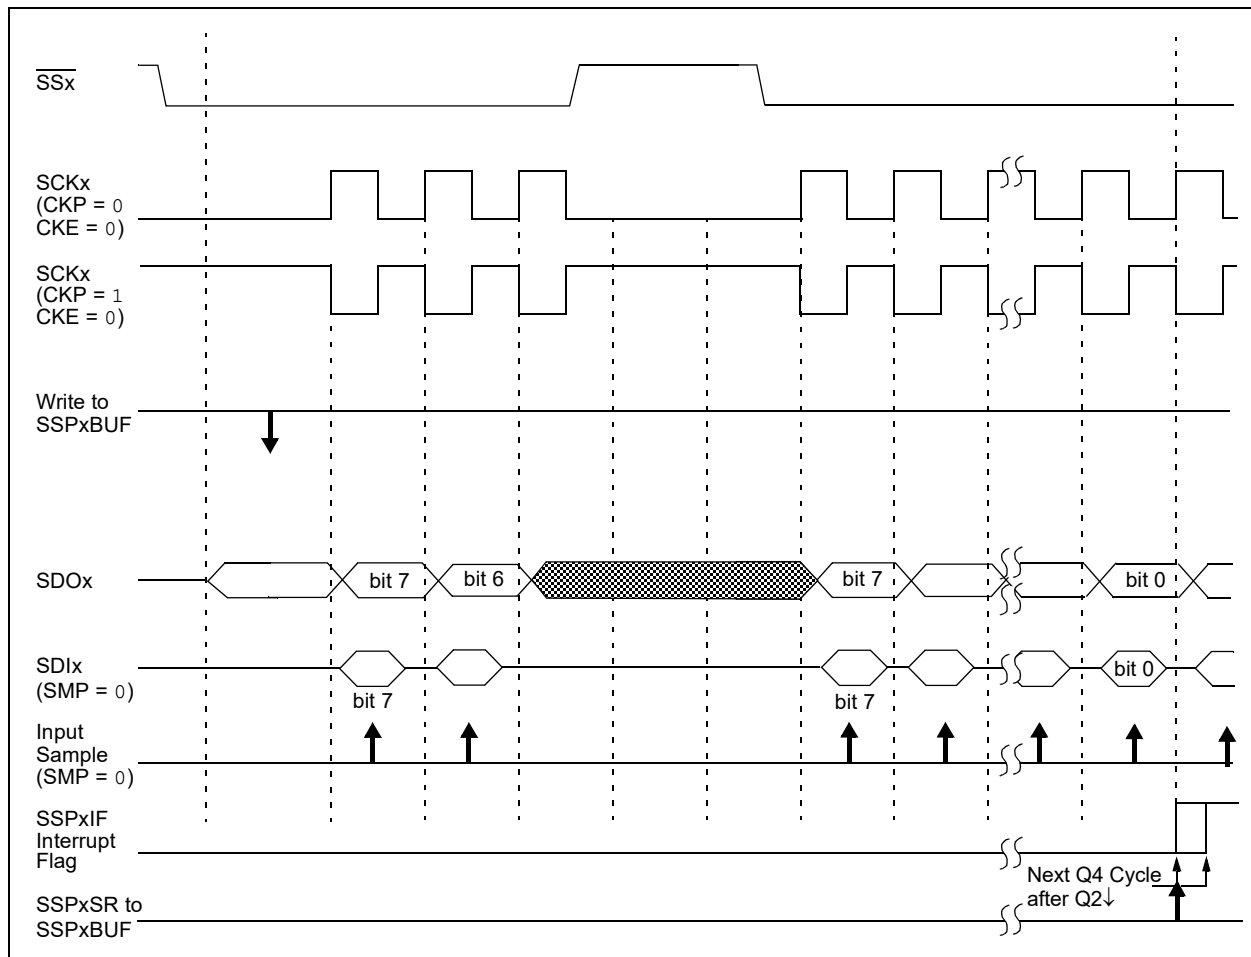 SSx
SCKx
(CKP = 0
CKE = 0)
SCKx
(CKP = 1
CKE = 0)
Write to
SSPxBUF
SDOx
bit 7
bit 6
bit 7
bit 0
SDIx
(SMP = 0)
bit 7
bit 7
bit 0
Input
Sample
(SMP = 0)
SSPxIF
Interrupt
Flag
Next Q4 Cycle
after Q2↓
SSPxSR to
SSPxBUF